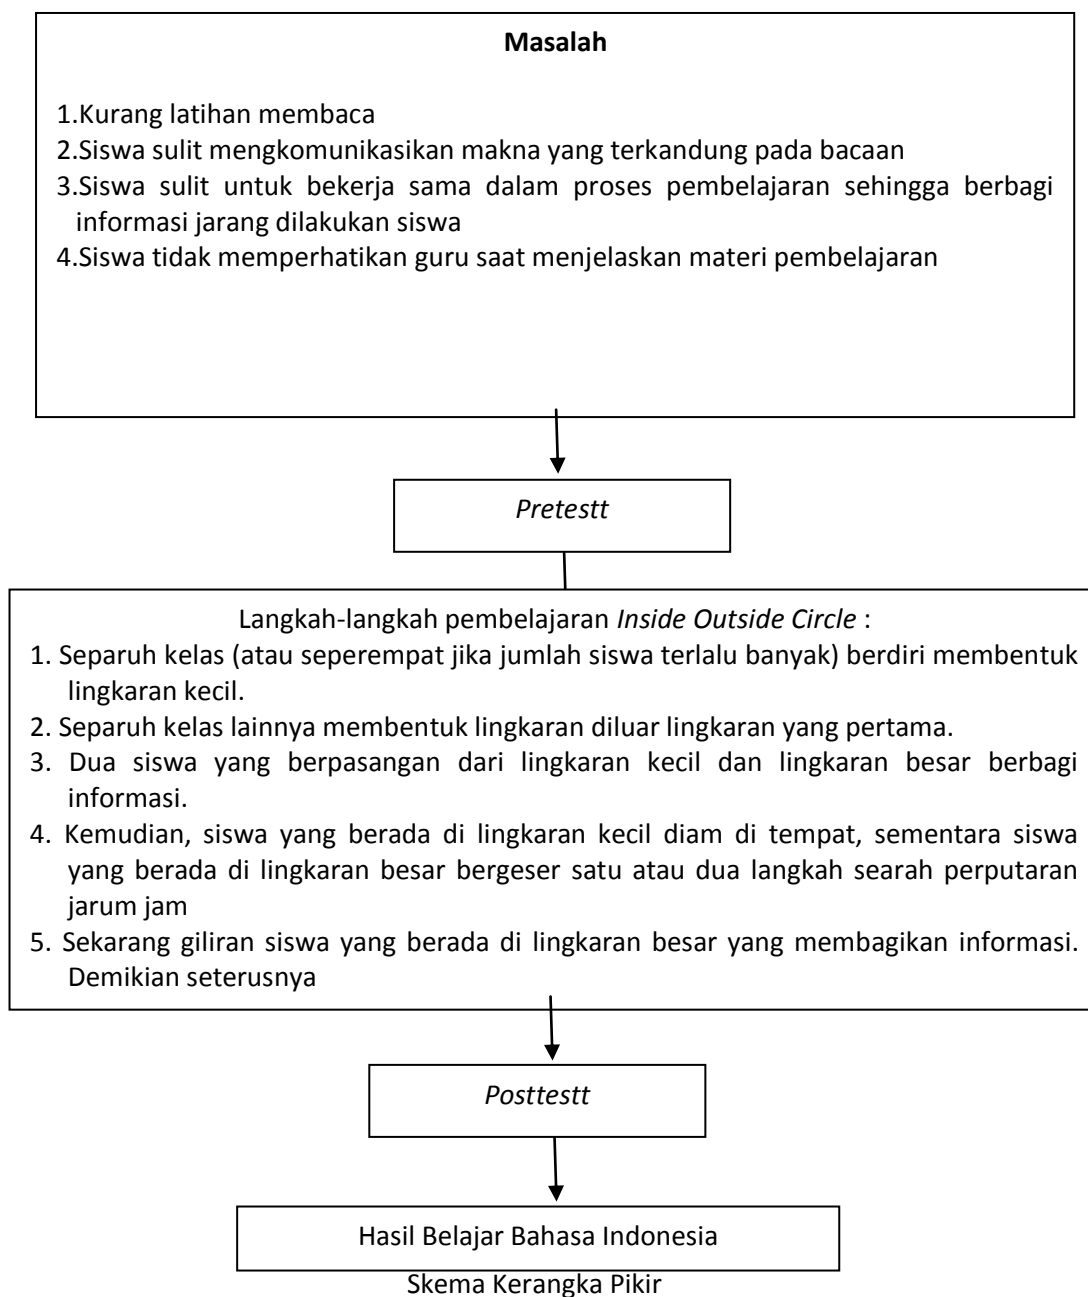 Masalah
1.Kurang latihan membaca
2.Siswa sulit mengkomunikasikan makna yang terkandung pada bacaan
3.Siswa sulit untuk bekerja sama dalam proses pembelajaran sehingga berbagi
informasi jarang dilakukan siswa
4.Siswa tidak memperhatikan guru saat menjelaskan materi pembelajaran
Pretestt
Langkah-langkah pembelajaran Inside Outside Circle :
1. Separuh kelas (atau seperempat jika jumlah siswa terlalu banyak) berdiri membentuk
lingkaran kecil.
2. Separuh kelas lainnya membentuk lingkaran diluar lingkaran yang pertama.
3. Dua siswa yang berpasangan dari lingkaran kecil dan lingkaran besar berbagi
informasi.
4. Kemudian, siswa yang berada di lingkaran kecil diam di tempat, sementara siswa
yang berada di lingkaran besar bergeser satu atau dua langkah searah perputaran
jarum jam
5. Sekarang giliran siswa yang berada di lingkaran besar yang membagikan informasi.
Demikian seterusnya
Posttestt
Hasil Belajar Bahasa Indonesia
Skema Kerangka Pikir